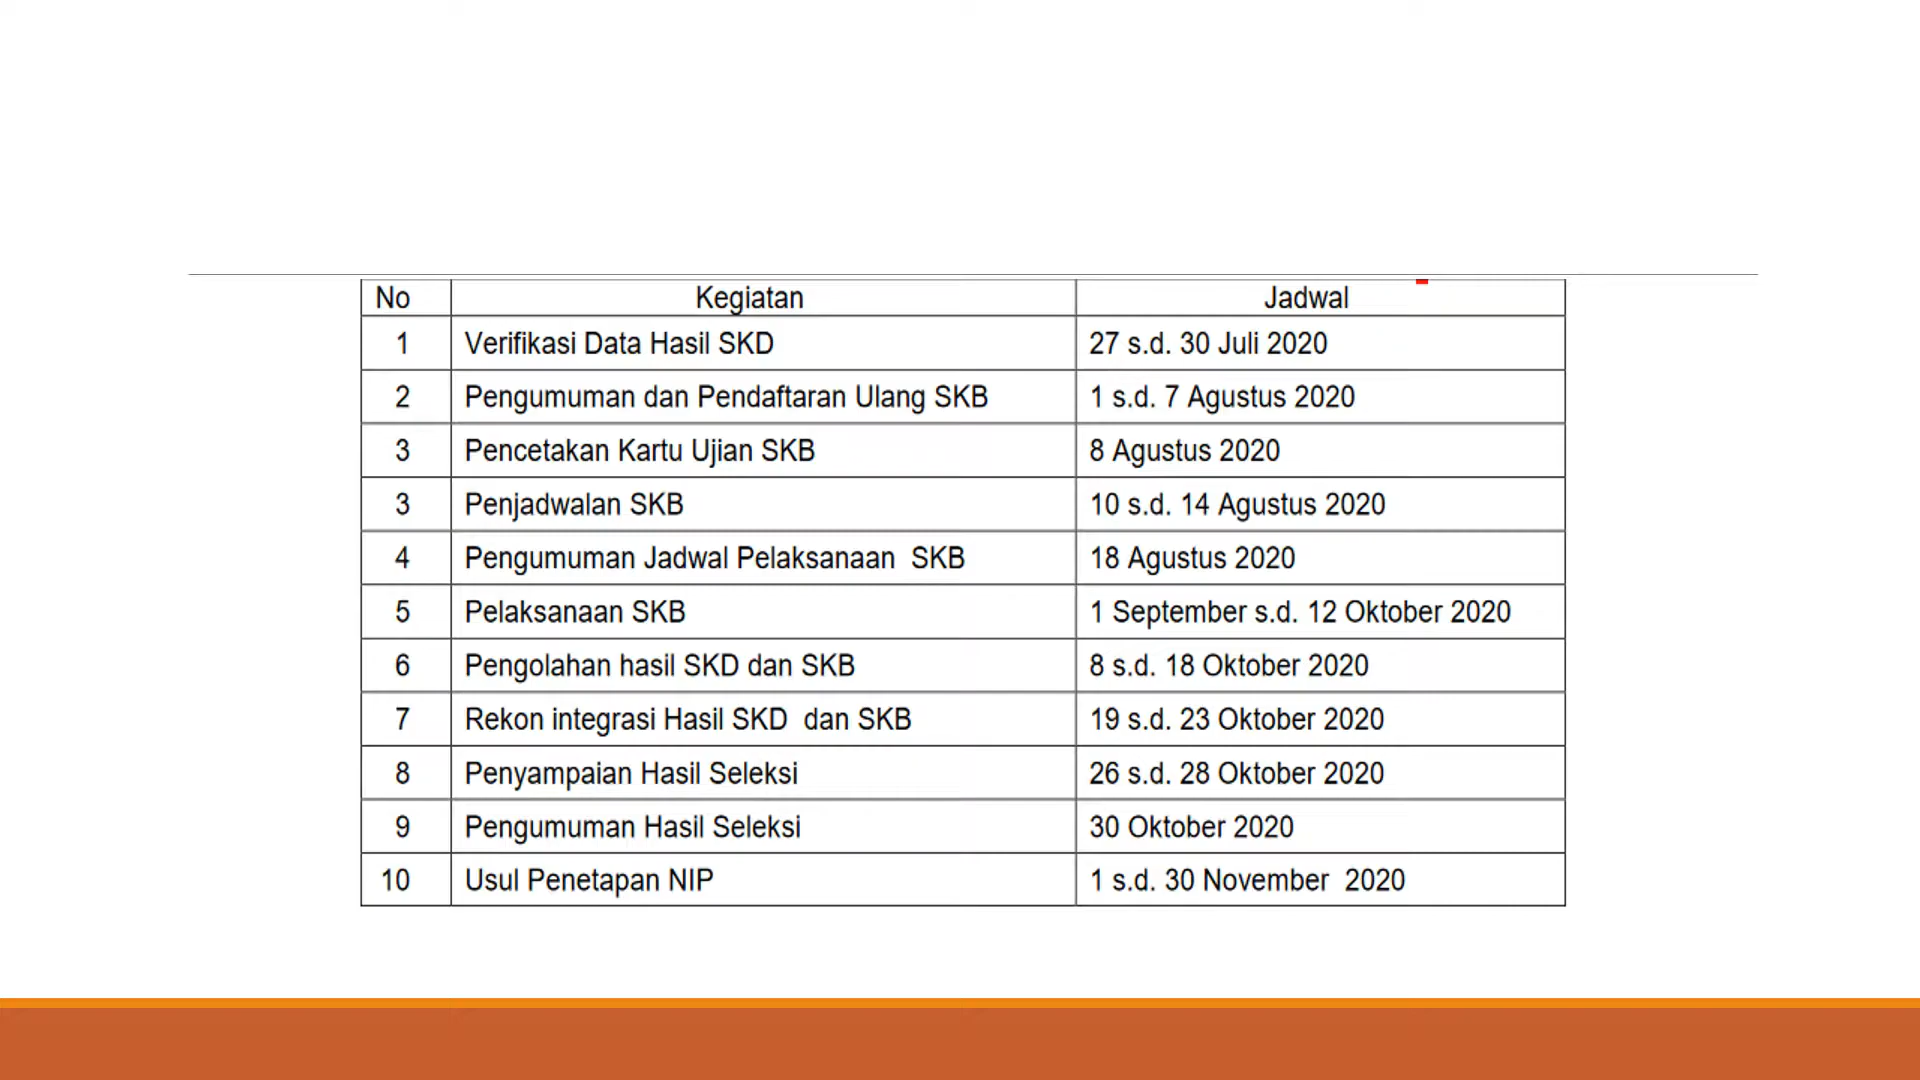 No Kegiatan Jadwal
1 Verifikasi Data Hasil SKD 27 s.d. 30 Juli 2020
2 Pengumuman dan Pendaftaran Ulang SKB 1 s.d. 7 Agustus 2020
3 Pencetakan Kartu Ujian SKB 8 Agustus 2020
3 Penjadwalan SKB 10 s.d. 14 Agustus 2020
4 Pengumuman Jadwal Pelaksanaan SKB 18 Agustus 2020
5 Pelaksanaan SKB 1 September s.d. 12 Oktober 2020
6 Pengolahan hasil SKD dan SKB 8 s.d. 18 Oktober 2020
7 Rekon integrasi Hasil SKD dan SKB 19 s.d. 23 Oktober 2020
8 Penyampaian Hasil Seleksi 26 s.d. 28 Oktober 2020
9 Pengumuman Hasil Seleksi 30 Oktober 2020
10 Usul Penetapan NIP 1 s.d. 30 November 2020